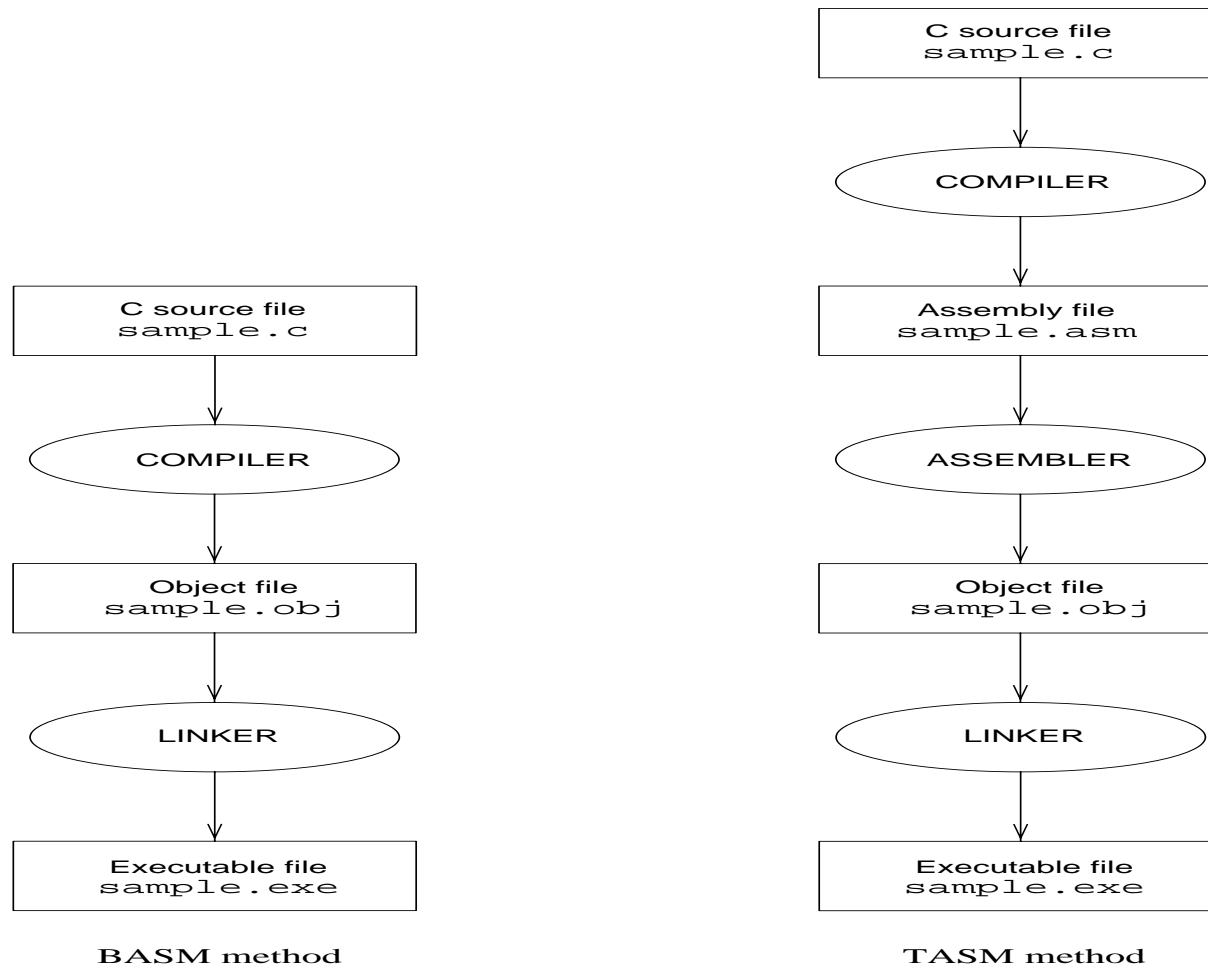 C source file
sample.c
COMPILER
Object file
sample.obj
LINKER
Executable file
sample.exe
BASM method
C source file
sample.c
COMPILER
Assembly file
sample.asm
ASSEMBLER
Object file
sample.obj
LINKER
Executable file
sample.exe
TASM method